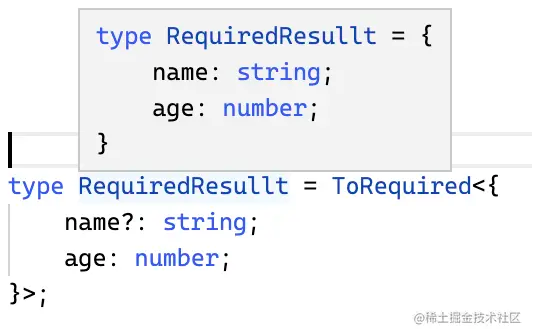 type RequiredResullt = {
    name: string;
    age: number;
}
type RequiredResullt = ToRequired<{
    name?: string;
    age: number;
}>;
@稀土掘金技术社区